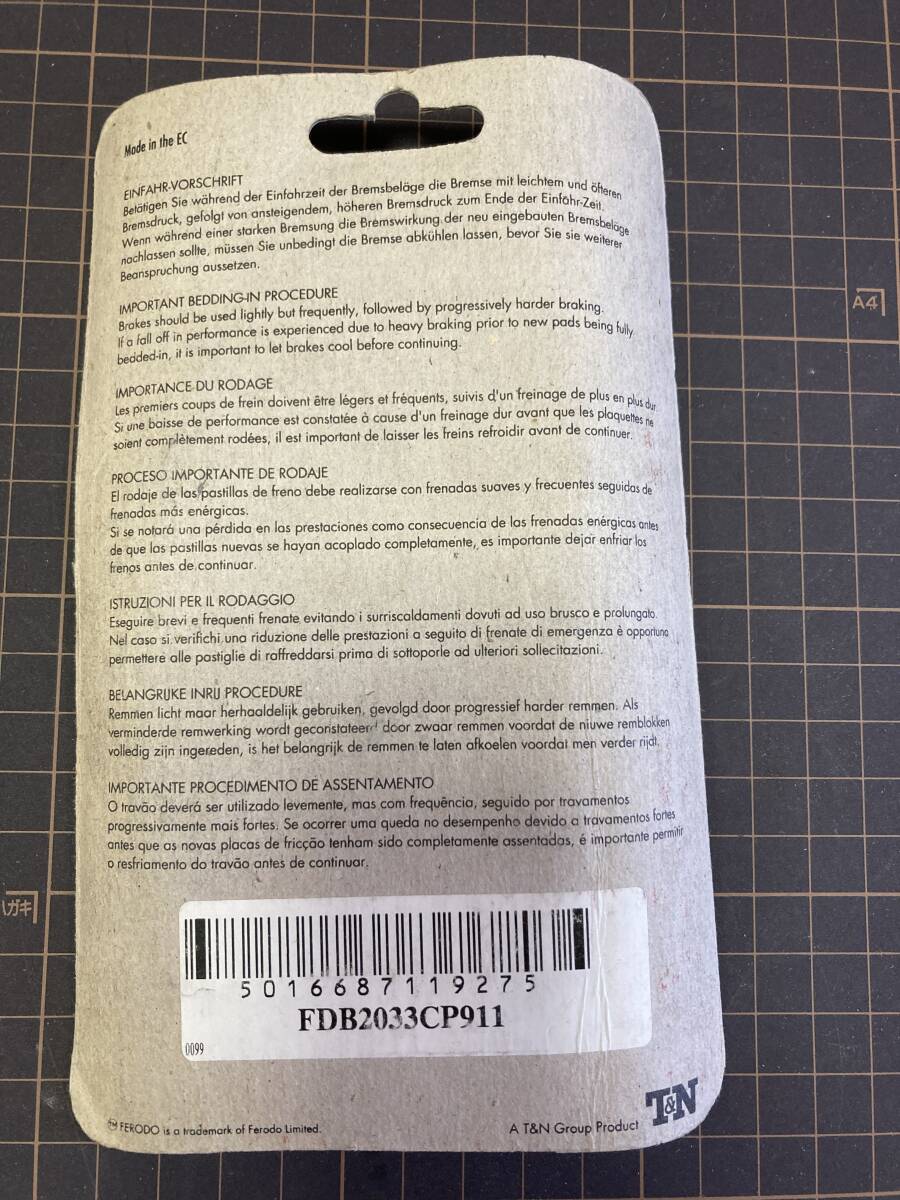 Made in the EC
EINFAHR-VORSCHRIFT
Betätigen Sie während der Einfahrzeit der Bremsbeläge die Bremse mit leichtem und öfteren
Bremsdruck, gefolgt von ansteigendem, höheren Bremsdruck zum Ende der Einfahr-Zeit.
Wenn während einer starken Bremsung die Bremswirkung der neu eingebauten Bremsbeläge
nachlassen sollte, müssen Sie unbedingt die Bremse abkühlen lassen, bevor Sie sie weiterer
Beanspruchung aussetzen.
IMPORTANT BEDDING-IN PROCEDURE
Brakes should be used lightly but frequently, followed by progressively harder braking.
If a fall off in performance is experienced due to heavy braking prior to new pads being fully
bedded-in, it is important to let brakes cool before continuing.
IMPORTANCE DU RODAGE
Les premiers coups de frein doivent être légers et fréquents, suivis d'un freinage de plus en plus dur
Si une baisse de performance est constatée à cause d'un freinage dur avant que les plaquettes ne
soient complètement rodées, il est important de laisser les freins refroidir avant de continuer.
PROCESO IMPORTANTE DE RODAJE
El rodaje de las pastillas de freno debe realizarse con frenadas suaves y frecuentes seguidas de
frenadas más enérgicas.
Si se notará una pérdida en las prestaciones como consecuencia de las frenadas enérgicas antes
de que las pastillas nuevas se hayan acoplado completamente, es importante dejar enfriar los
frenos antes de continuar.
ISTRUZIONI PER IL RODAGGIO
Eseguire brevi e frequenti frenate evitando i surriscaldamenti dovuti ad uso brusco e prolungato.
Nel caso si verifichi una riduzione delle prestazioni a seguito di frenate di emergenza è opportuno
permettere alle pastiglie di raffreddarsi prima di sottoporle ad ulteriori sollecitazioni.
BELANGRIJKE INRIJ PROCEDURE
Remmen licht maar herhaaldelijk gebruiken, gevolgd door progressief harder remmen. Als
verminderde remwerking wordt geconstateerd door zwaar remmen voordat de niuwe remblokken
volledig zijn ingereden, is het belangrijk de remmen te laten afkoelen voordat men verder rijdt.
IMPORTANTE PROCEDIMENTO DE ASSENTAMENTO
O travão deverá ser utilizado levemente, mas com frequência, seguido por travamentos
progressivamente mais fortes. Se ocorrer uma queda no desempenho devido a travamentos fortes
antes que as novas placas de fricção tenham sido completamente assentadas, é importante permitir
o resfriamento do travão antes de continuar.
5016687119275
FDB2033CP911
0099
™ FERODO is a trademark of Ferodo Limited.
A T&N Group Product
T&N
A4
ハガキ